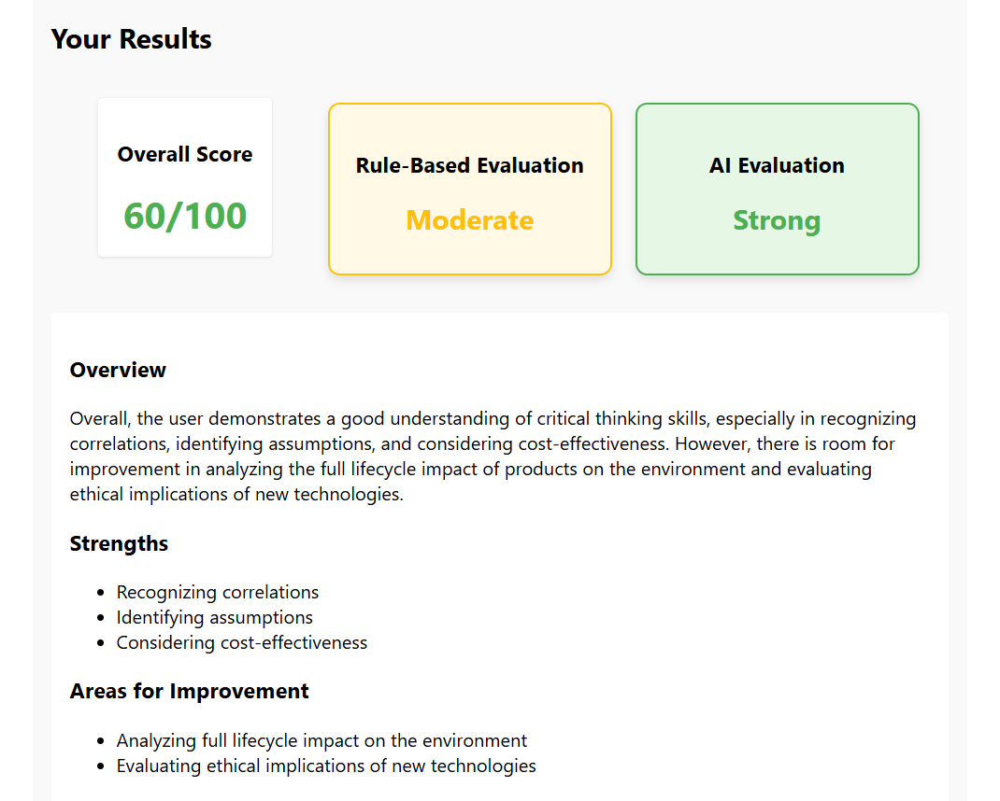 Your Results
Overall Score
60/100
Rule-Based Evaluation
Moderate
AI Evaluation
Strong
Overview
Overall, the user demonstrates a good understanding of critical thinking skills, especially in recognizing
correlations, identifying assumptions, and considering cost-effectiveness. However, there is room for
improvement in analyzing the full lifecycle impact of products on the environment and evaluating
ethical implications of new technologies.
Strengths
Recognizing correlations
Identifying assumptions
Considering cost-effectiveness
Areas for Improvement
Analyzing full lifecycle impact on the environment
Evaluating ethical implications of new technologies